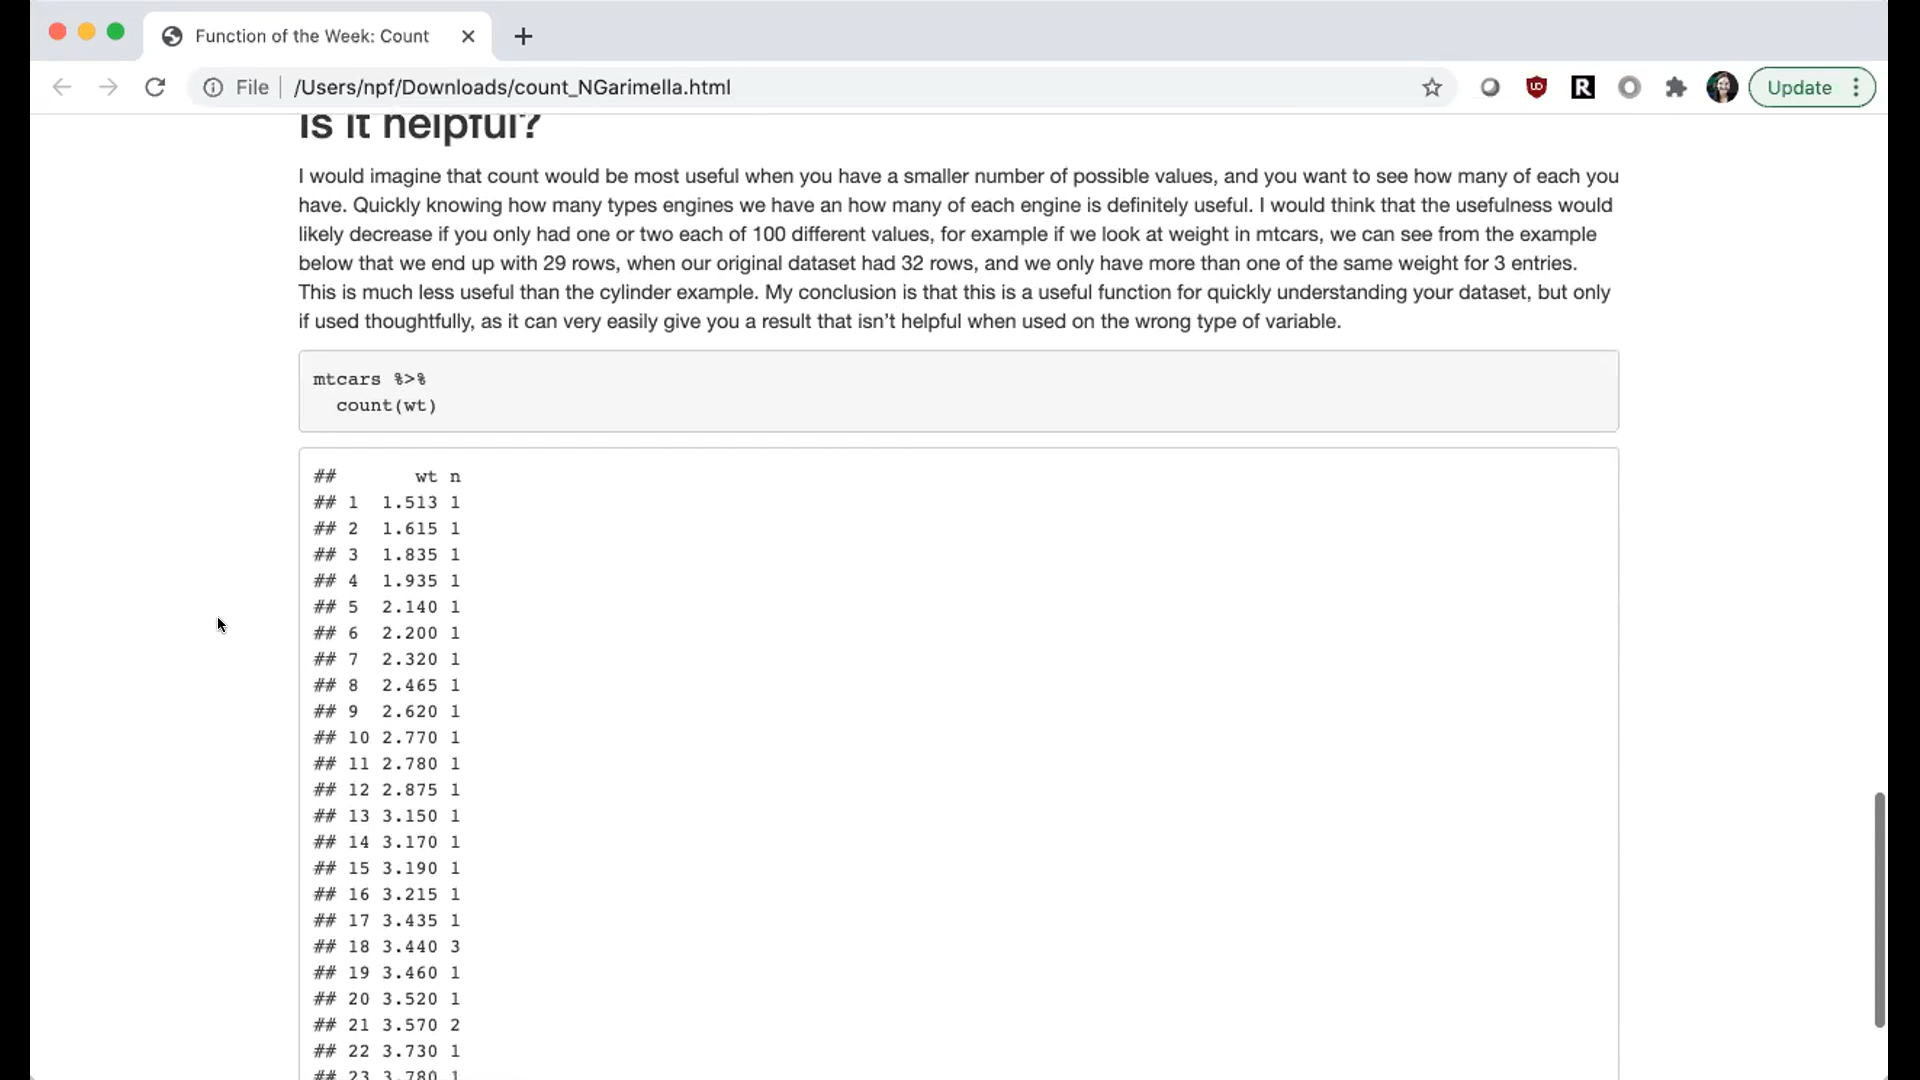 Function of the Week: Count
File
/Users/npf/Downloads/count_NGarimella.html
UD
R
Update
Is it helpful?
I would imagine that count would be most useful when you have a smaller number of possible values, and you want to see how many of each you
have. Quickly knowing how many types engines we have an how many of each engine is definitely useful. I would think that the usefulness would
likely decrease if you only had one or two each of 100 different values, for example if we look at weight in mtcars, we can see from the example
below that we end up with 29 rows, when our original dataset had 32 rows, and we only have more than one of the same weight for 3 entries.
This is much less useful than the cylinder example. My conclusion is that this is a useful function for quickly understanding your dataset, but only
if used thoughtfully, as it can very easily give you a result that isn’t helpful when used on the wrong type of variable.
mtcars %>%
  count(wt)
##       wt n
## 1  1.513 1
## 2  1.615 1
## 3  1.835 1
## 4  1.935 1
## 5  2.140 1
## 6  2.200 1
## 7  2.320 1
## 8  2.465 1
## 9  2.620 1
## 10 2.770 1
## 11 2.780 1
## 12 2.875 1
## 13 3.150 1
## 14 3.170 1
## 15 3.190 1
## 16 3.215 1
## 17 3.435 1
## 18 3.440 3
## 19 3.460 1
## 20 3.520 1
## 21 3.570 2
## 22 3.730 1
## 23 3.780 1